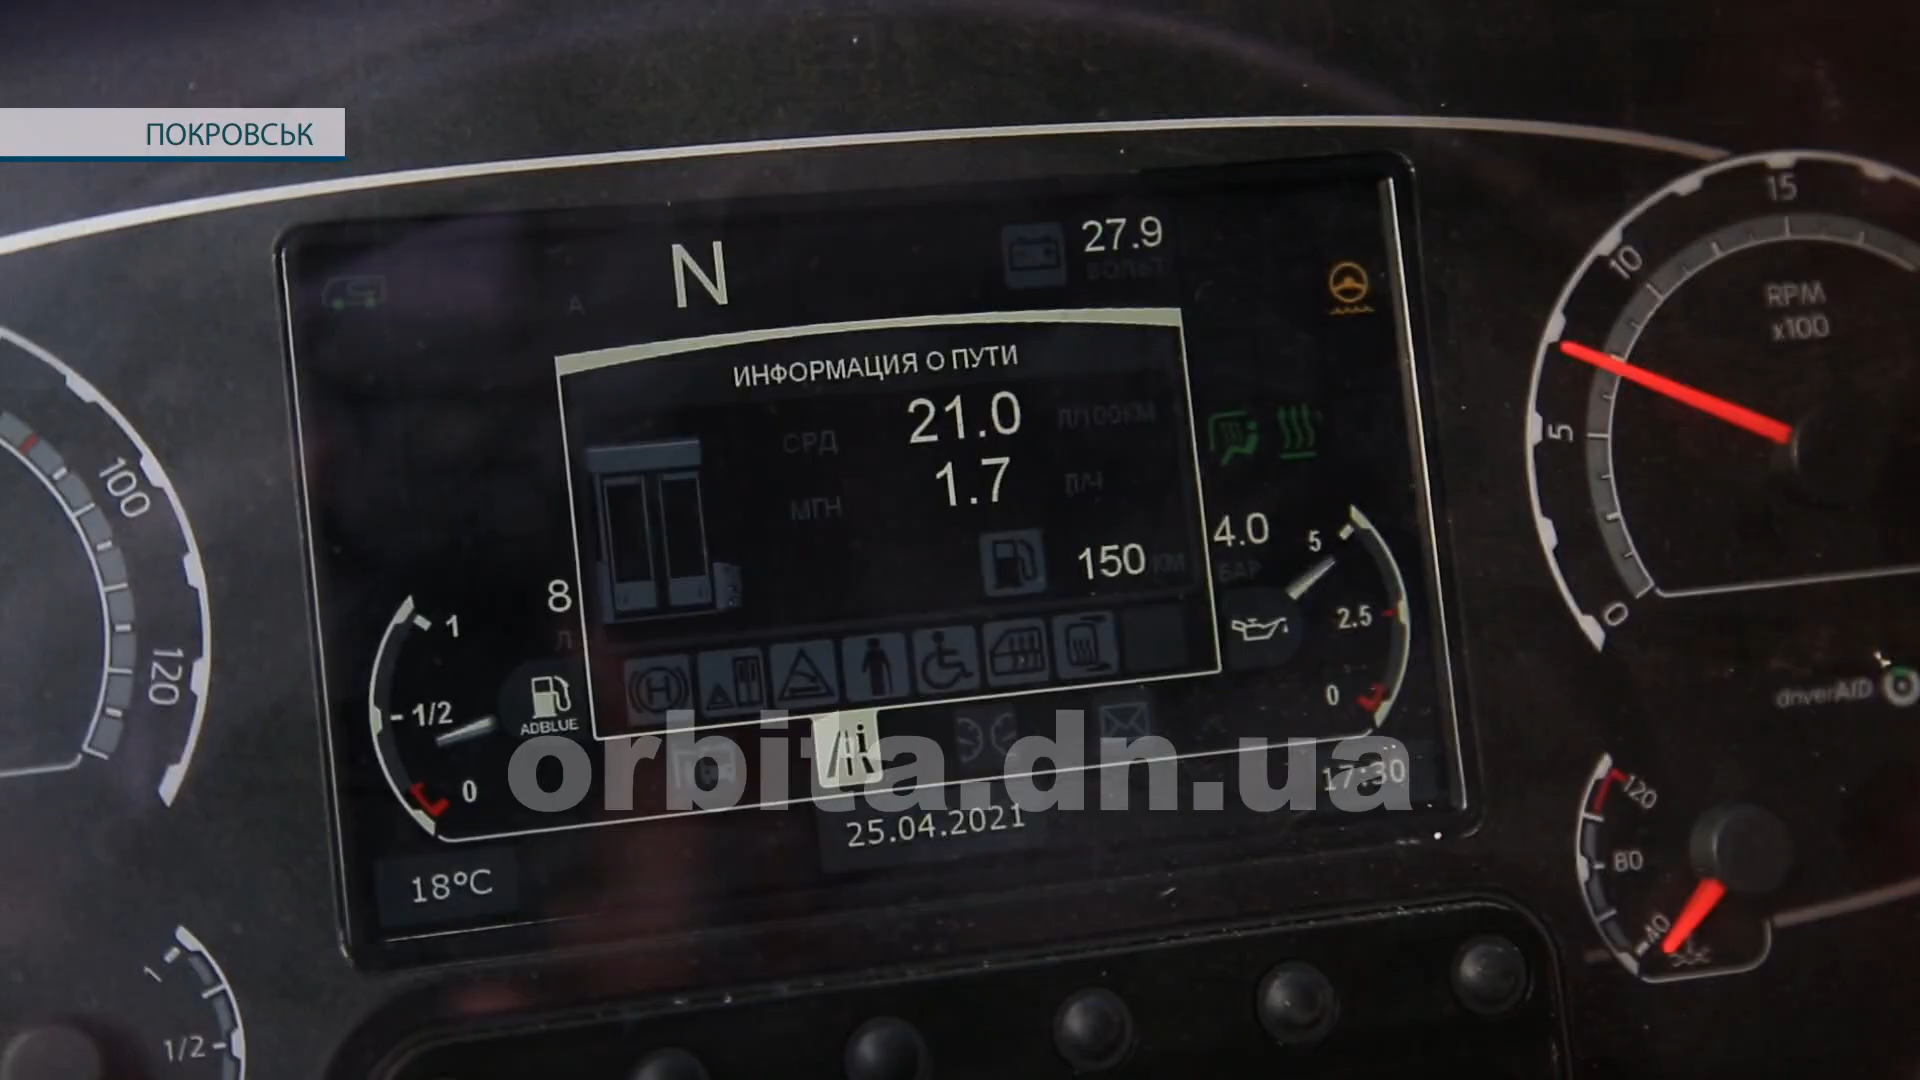 ПОКРОВСЬК
N
27.9
ВОЛЬТ
A
ИНФОРМАЦИЯ О ПУТИ
СРД 21.0 Л/100КМ
МГН 1.7 Л/Ч
150 КМ
8
Л
1
1/2
0
ADBLUE
4.0
БАР
5
2.5
0
orbita.dn.ua
17:30
25.04.2021
18°C
100
120
1
1/2
15
10
5
0
RPM
x100
driverAID
120
80
40